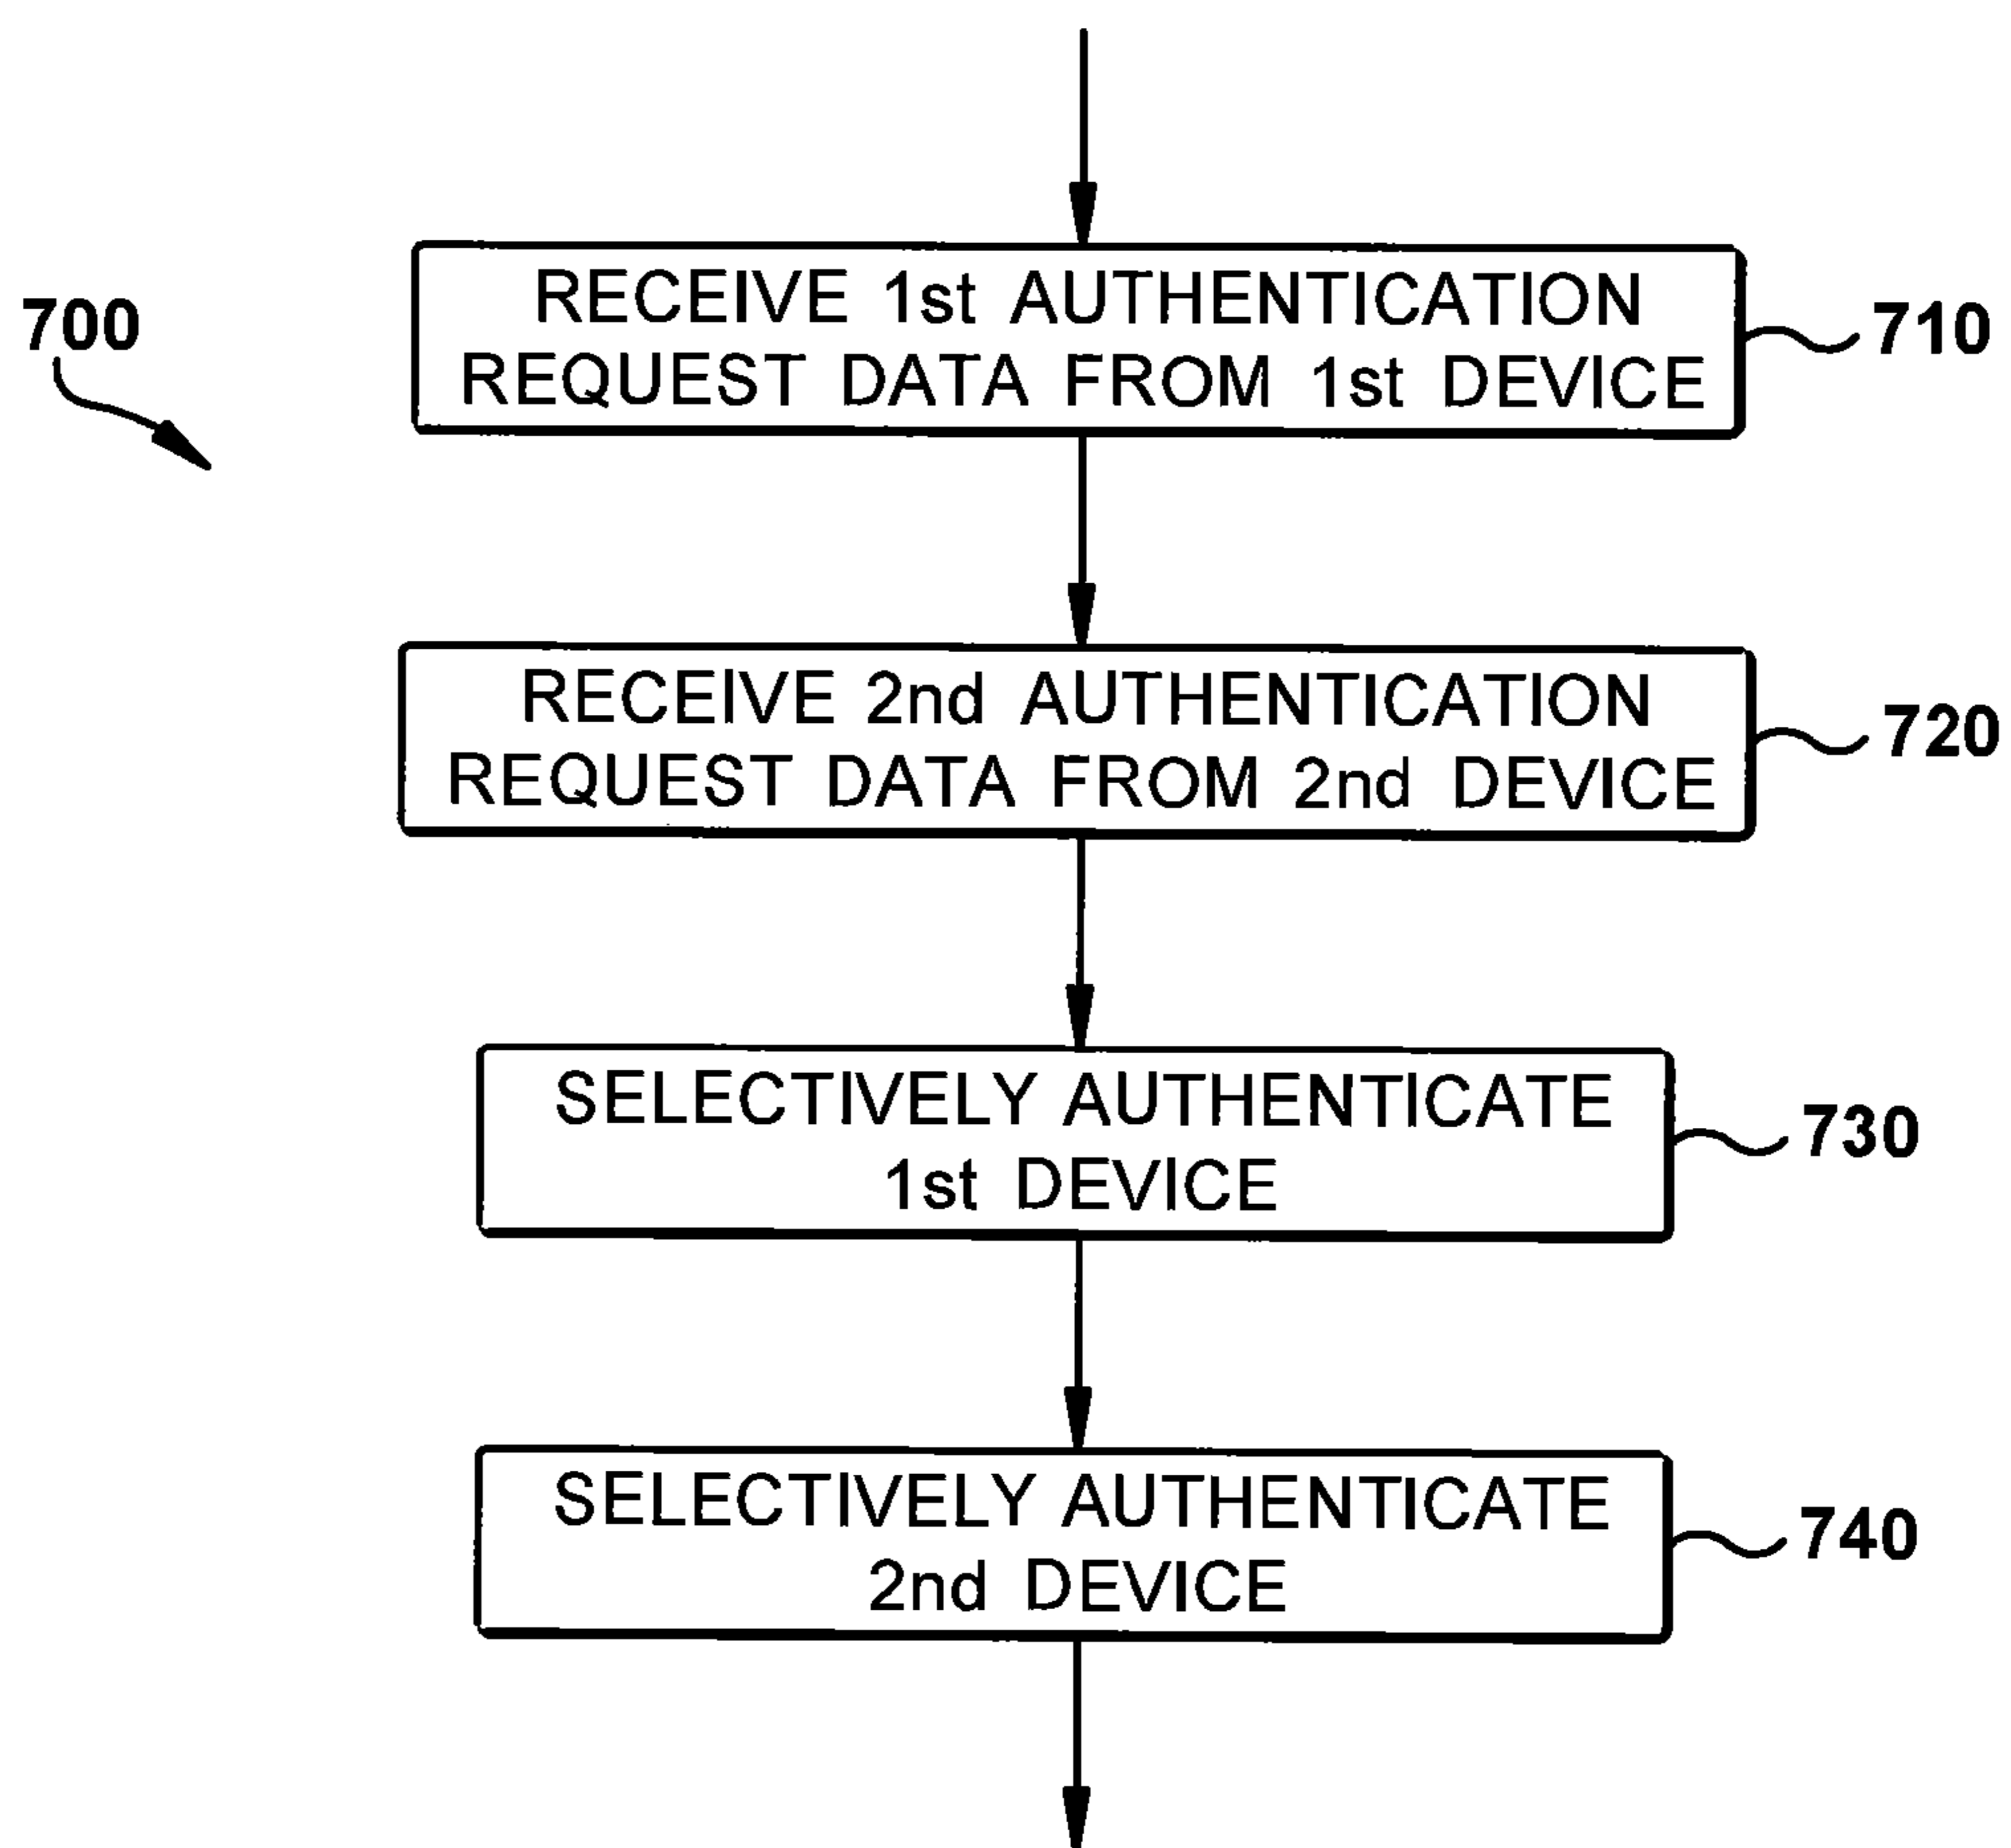 700
RECEIVE 1st AUTHENTICATION
REQUEST DATA FROM 1st DEVICE
710
RECEIVE 2nd AUTHENTICATION
REQUEST DATA FROM 2nd DEVICE
720
SELECTIVELY AUTHENTICATE
1st DEVICE
730
SELECTIVELY AUTHENTICATE
2nd DEVICE
740